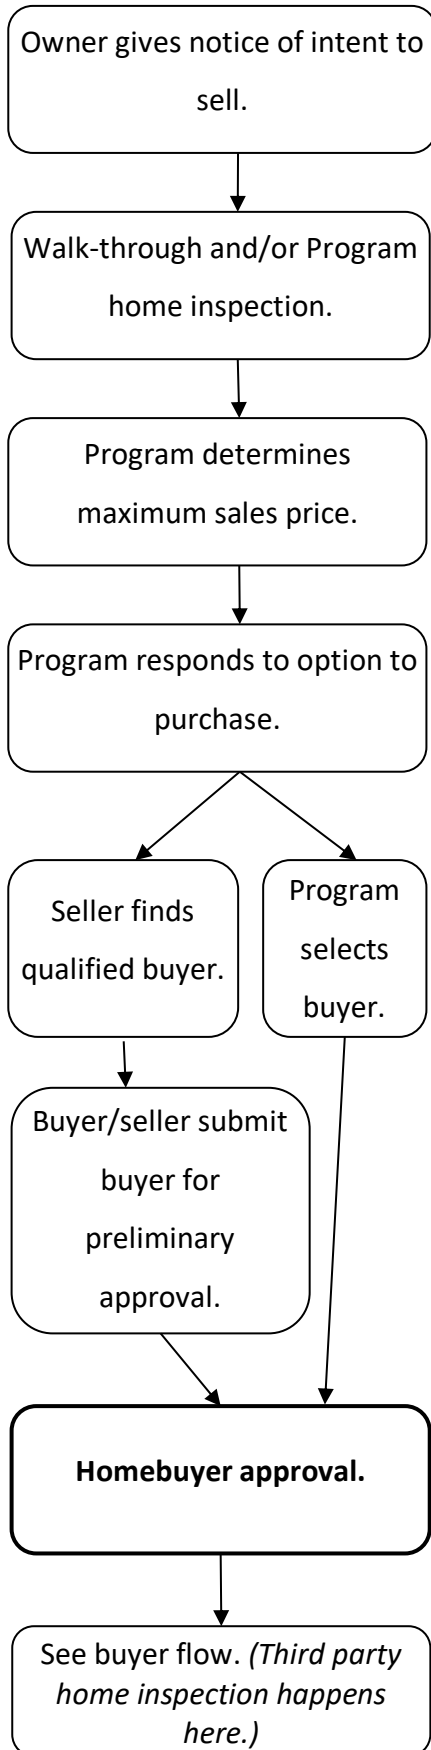 Owner gives notice of intent to
sell.
Walk-through and/or Program
home inspection.
Program determines
maximum sales price.
Program responds to option to
purchase.
Seller finds
qualified buyer.
Program
selects
buyer.
Buyer/seller submit
buyer for
preliminary
approval.
Homebuyer approval.
See buyer flow. (Third party
home inspection happens
here.)